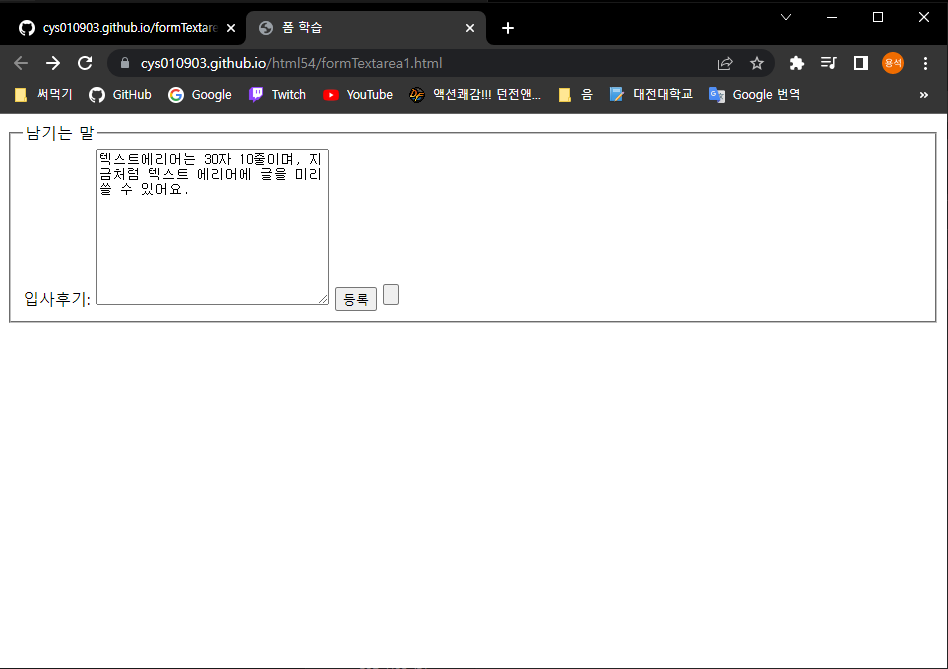 cys010903.github.io/formTextare
폼 학습
cys010903.github.io/html54/formTextarea1.html
용석
써먹기 GitHub Google Twitch YouTube 액션쾌감!!! 던전앤... 음 대전대학교 Google 번역 »
남기는 말
텍스트에리어는 30자 10줄이며, 지
금처럼 텍스트 에리어에 글을 미리
쓸 수 있어요.
입사후기: 등록